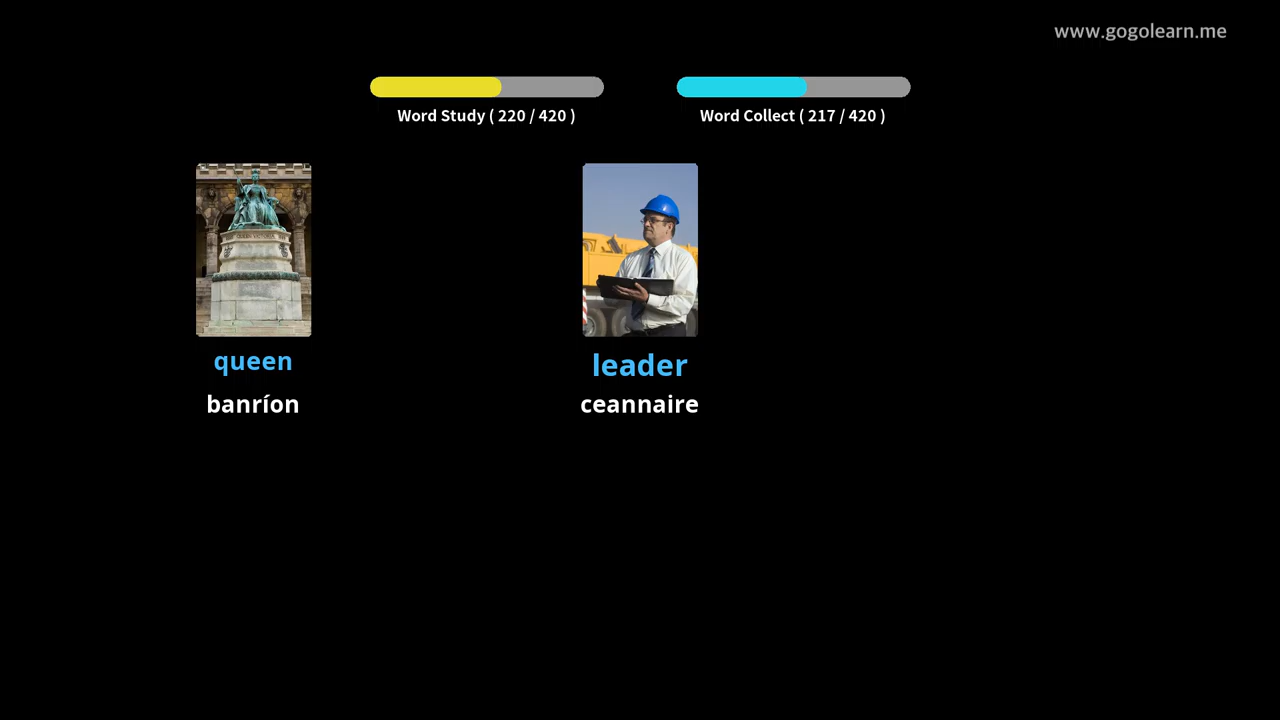 www.gogolearn.me
Word Study ( 220 / 420 )
Word Collect ( 217 / 420 )
queen
banríon
leader
ceannaire